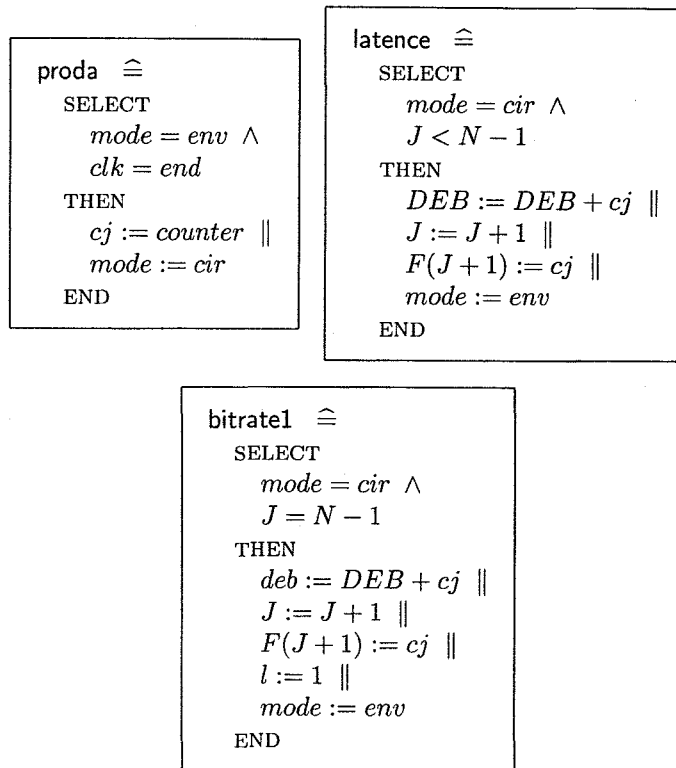 proda ≙
SELECT
mode = env ∧
clk = end
THEN
cj := counter ∥
mode := cir
END
latence ≙
SELECT
mode = cir ∧
J < N − 1
THEN
DEB := DEB + cj ∥
J := J + 1 ∥
F(J + 1) := cj ∥
mode := env
END
bitrate1 ≙
SELECT
mode = cir ∧
J = N − 1
THEN
deb := DEB + cj ∥
J := J + 1 ∥
F(J + 1) := cj ∥
l := 1 ∥
mode := env
END